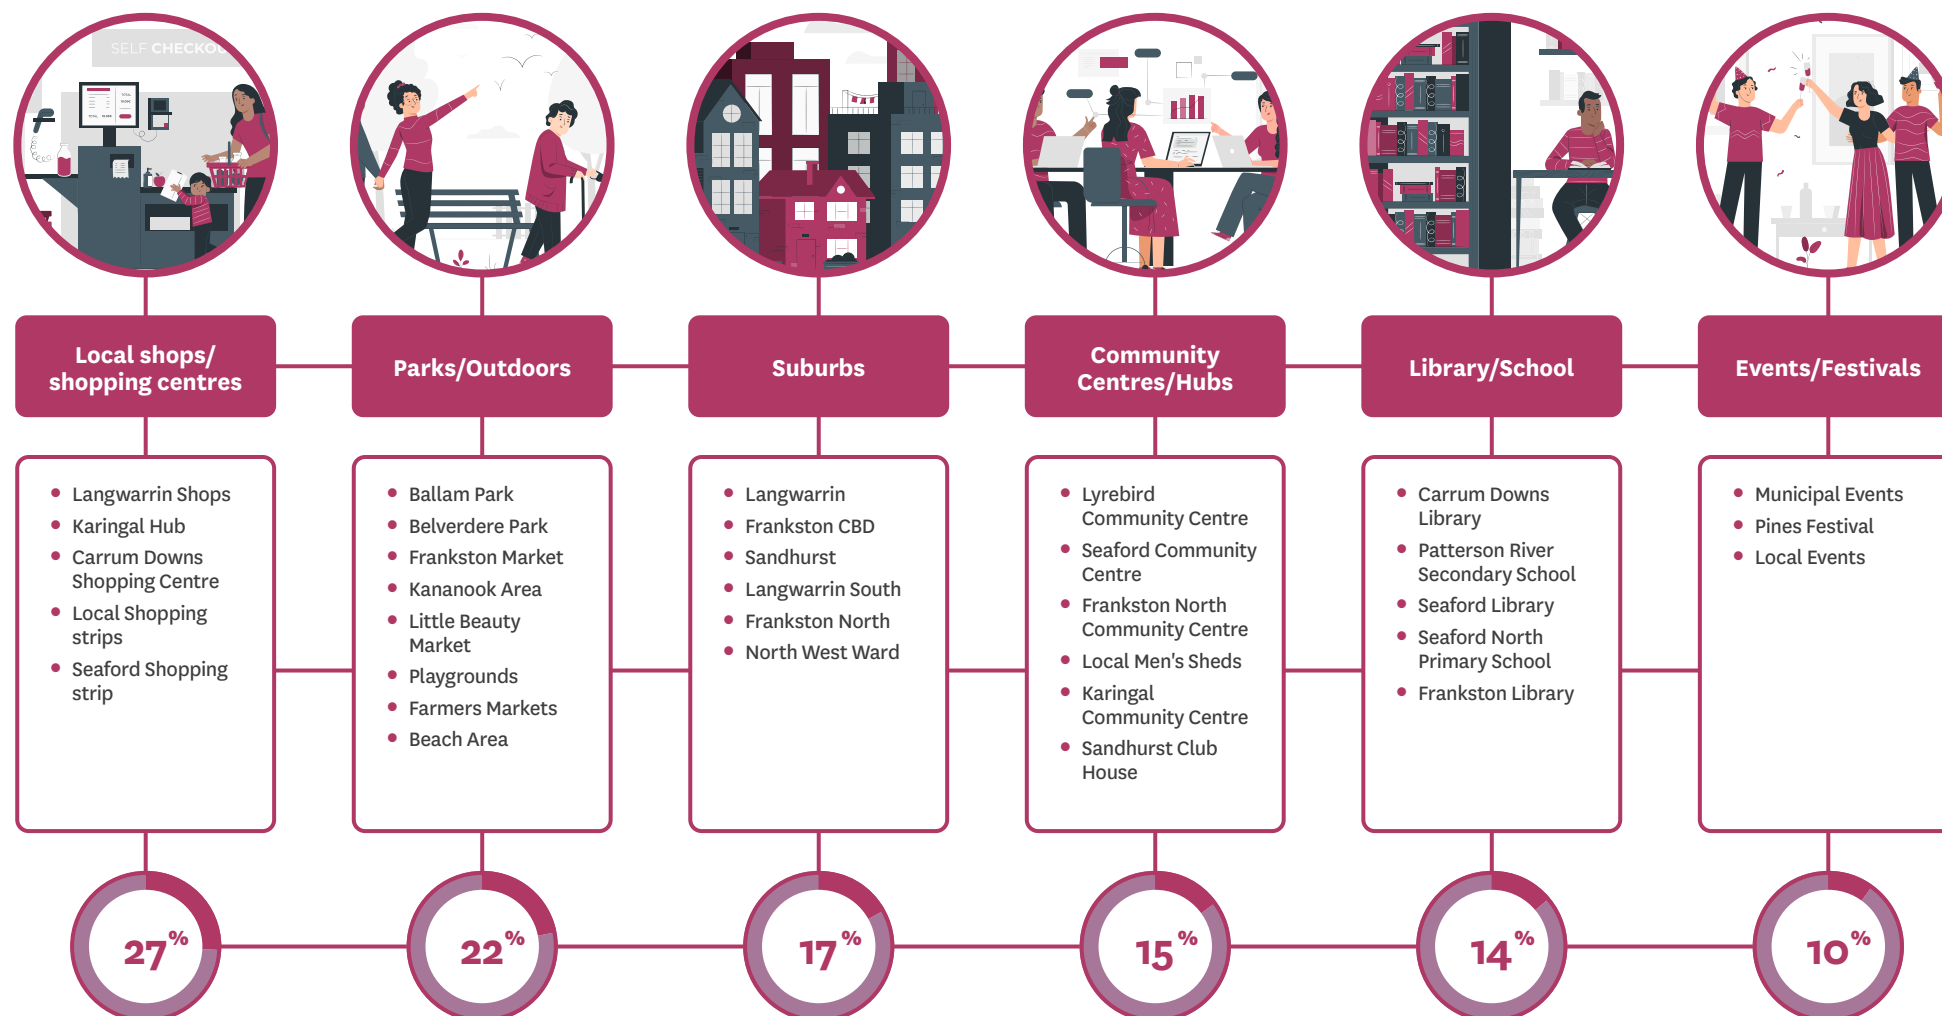 SELF CHECKOU
Local shops/
shopping centres
Parks/Outdoors
Suburbs
Community
Centres/Hubs
Library/School
Events/Festivals
Langwarrin Shops
Karingal Hub
Carrum Downs
Shopping Centre
Local Shopping
strips
Seaford Shopping
strip
Ballam Park
Belverdere Park
Frankston Market
Kananook Area
Little Beauty
Market
Playgrounds
Farmers Markets
Beach Area
Langwarrin
Frankston CBD
Sandhurst
Langwarrin South
Frankston North
North West Ward
Lyrebird
Community Centre
Seaford Community
Centre
Frankston North
Community Centre
Local Men's Sheds
Karingal
Community Centre
Sandhurst Club
House
Carrum Downs
Library
Patterson River
Secondary School
Seaford Library
Seaford North
Primary School
Frankston Library
Municipal Events
Pines Festival
Local Events
27%
22%
17%
15%
14%
10%